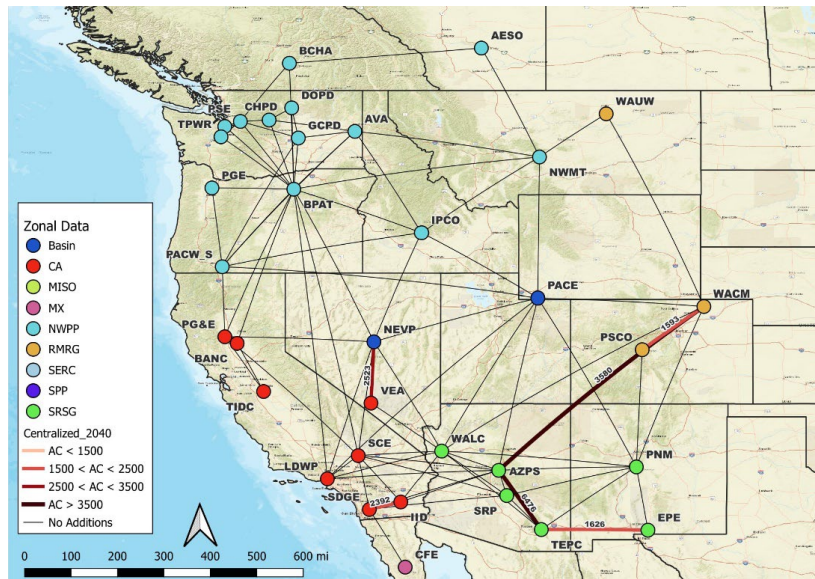 AESO
BCHA
WAUW
DOPD
CHPD
PSE
TPWR
GCPD
AVA
NWMT
PGE
BPAT
IPCO
PACW_S
PACE
WACM
1593
PG&E
NEVP
PSCO
BANC
2523
3580
VEA
TIDC
SCE
WALC
PNM
LDWP
AZPS
SDGE
2392
6476
SRP
IID
1626
EPE
TEPC
CFE
Zonal Data
Basin
CA
MISO
MX
NWPP
RMRG
SERC
SPP
SRSG
Centralized_2040
AC < 1500
1500 < AC < 2500
2500 < AC < 3500
AC > 3500
No Additions
0 100 200 300 400 500 600 mi